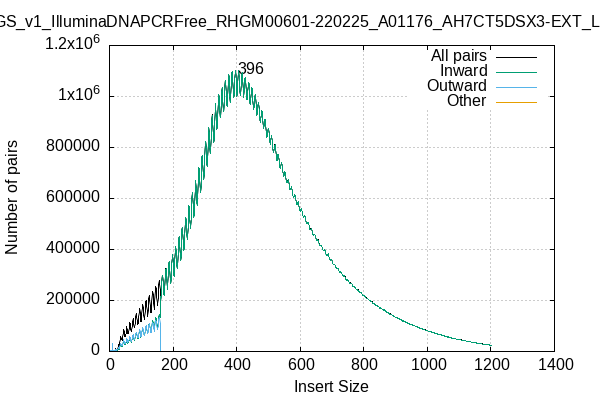 GS_v1_IlluminaDNAPCRFree_RHGM00601-220225_A01176_AH7CT5DSX3-EXT_L
1.2x10⁶
1x10⁶
800000
600000
400000
200000
0
Number of pairs
396
All pairs
Inward
Outward
Other
0 200 400 600 800 1000 1200 1400
Insert Size